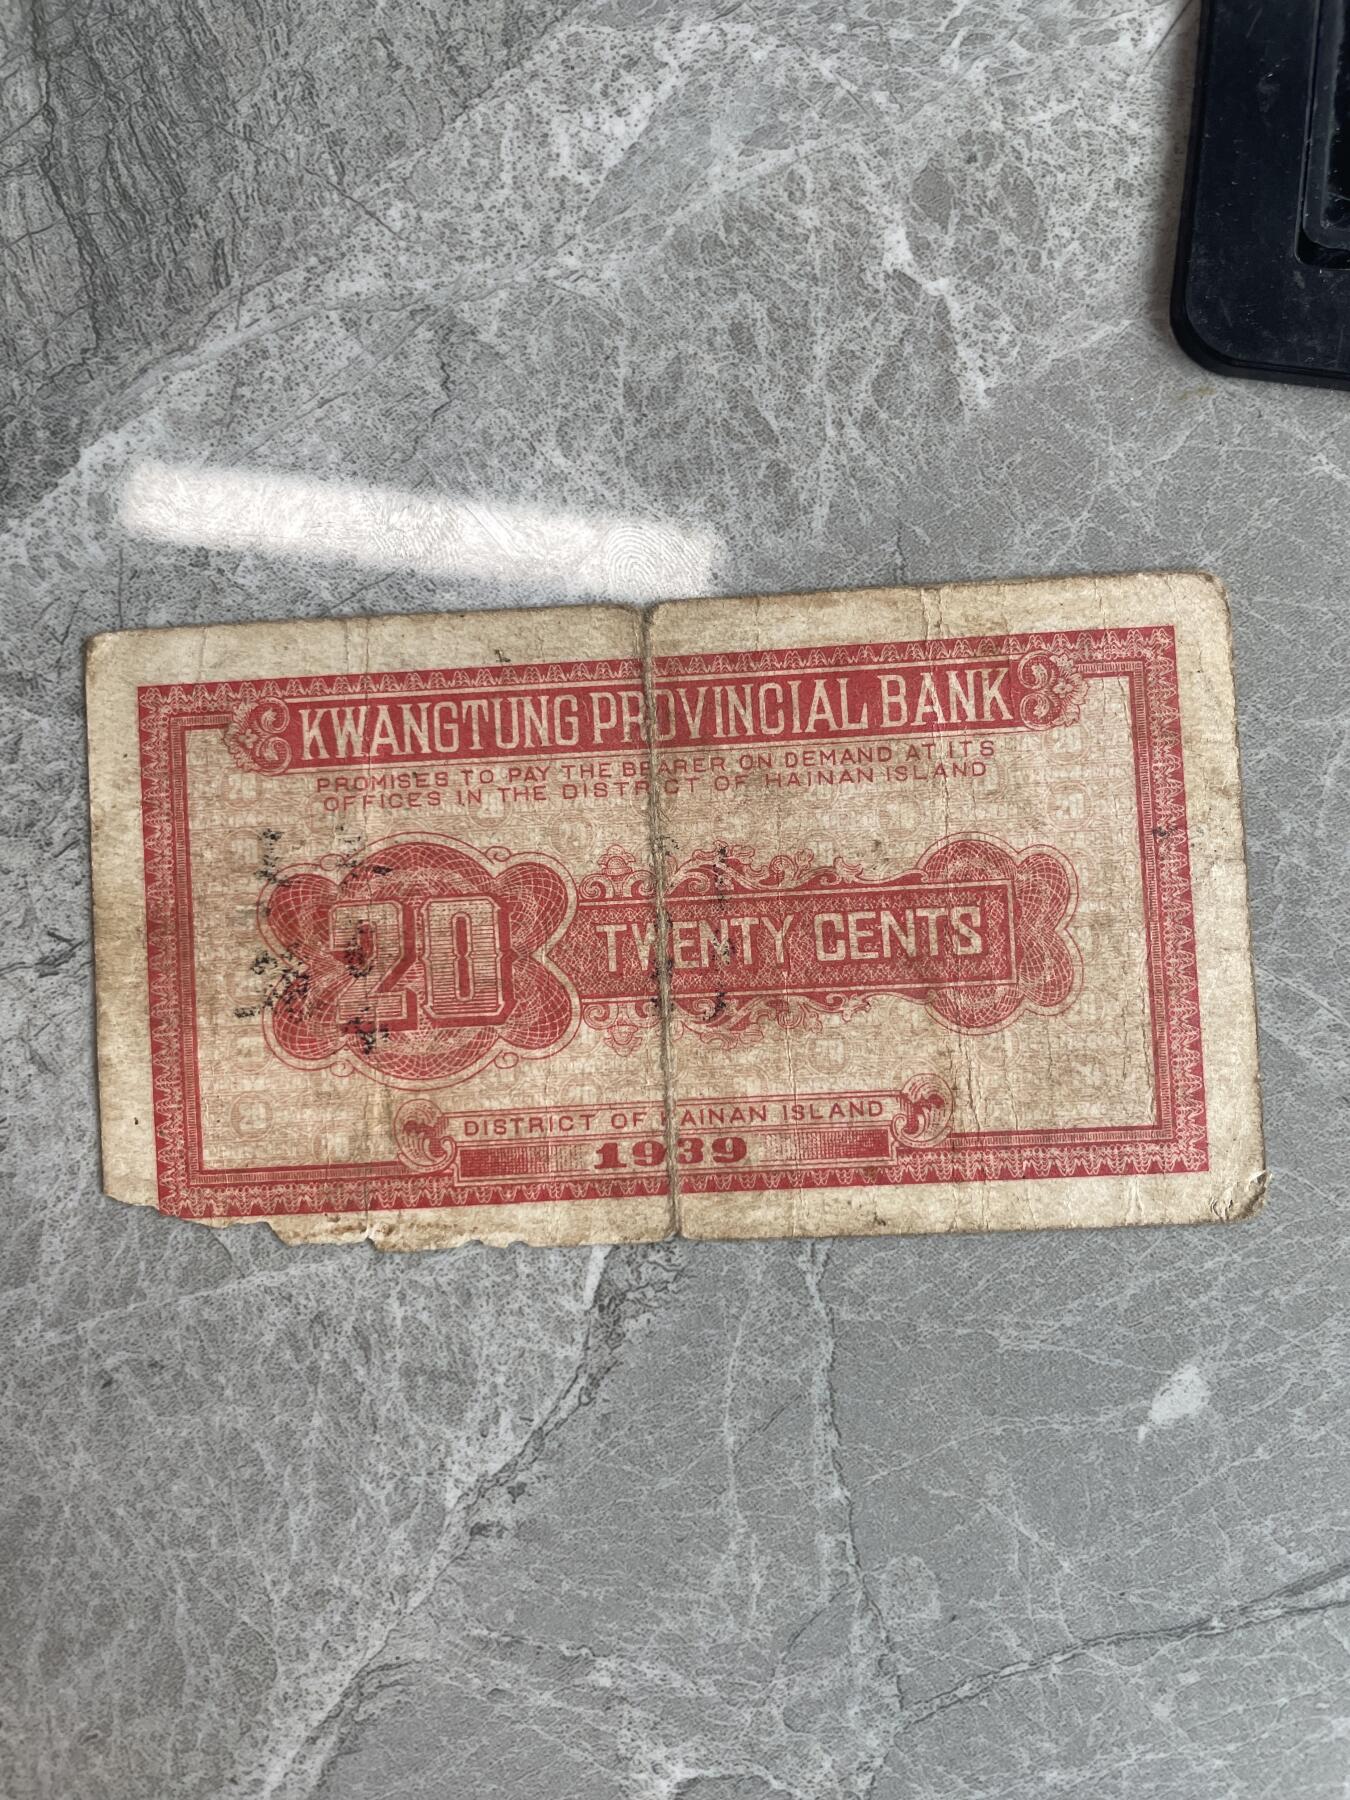 KWANGTUNG PROVINCIAL BANK
PROMISES TO PAY THE BEARER ON DEMAND AT ITS
OFFICES IN THE DISTRICT OF HAINAN ISLAND
20
TWENTY CENTS
DISTRICT OF HAINAN ISLAND
1939